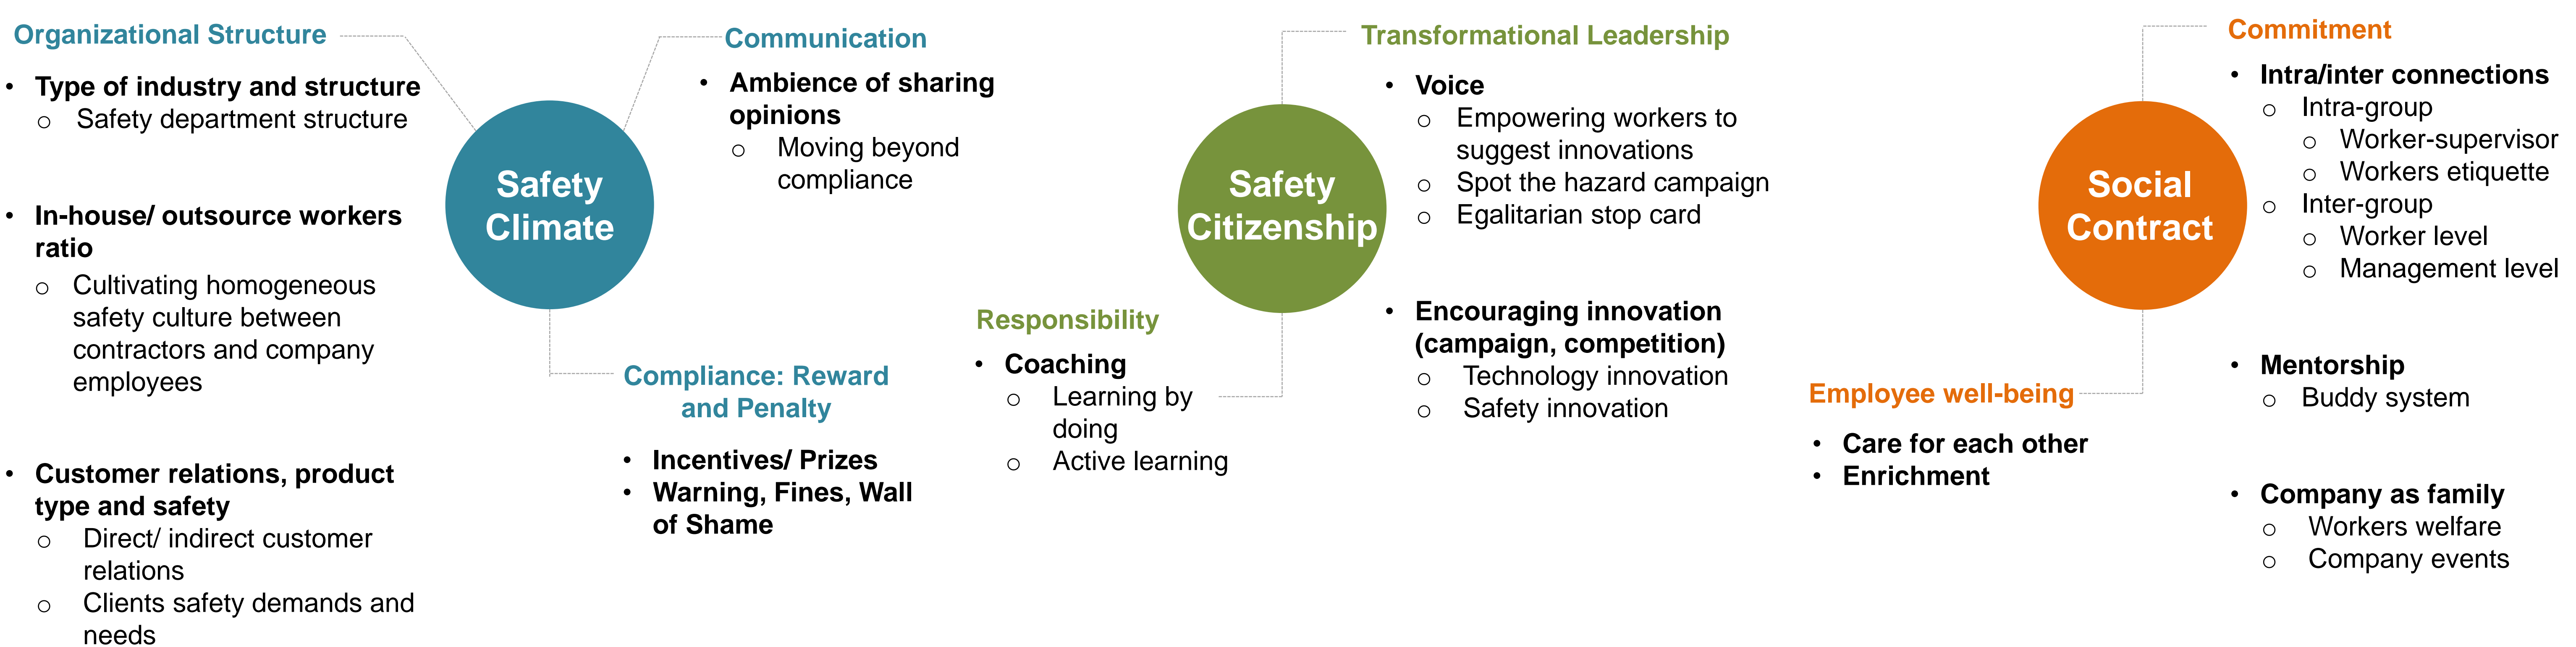 Organizational Structure
• Type of industry and structure
o Safety department structure
• In-house/ outsource workers
ratio
o Cultivating homogeneous
safety culture between
contractors and company
employees
• Customer relations, product
type and safety
o Direct/ indirect customer
relations
o Clients safety demands and
needs
Safety
Climate
Communication
• Ambience of sharing
opinions
o Moving beyond
compliance
Compliance: Reward
and Penalty
• Incentives/ Prizes
• Warning, Fines, Wall
of Shame
Safety
Citizenship
Responsibility
• Coaching
o Learning by
doing
o Active learning
Transformational Leadership
• Voice
o Empowering workers to
suggest innovations
o Spot the hazard campaign
o Egalitarian stop card
• Encouraging innovation
(campaign, competition)
o Technology innovation
o Safety innovation
Social
Contract
Employee well-being
• Care for each other
• Enrichment
Commitment
• Intra/inter connections
o Intra-group
o Worker-supervisor
o Workers etiquette
o Inter-group
o Worker level
o Management level
• Mentorship
o Buddy system
• Company as family
o Workers welfare
o Company events